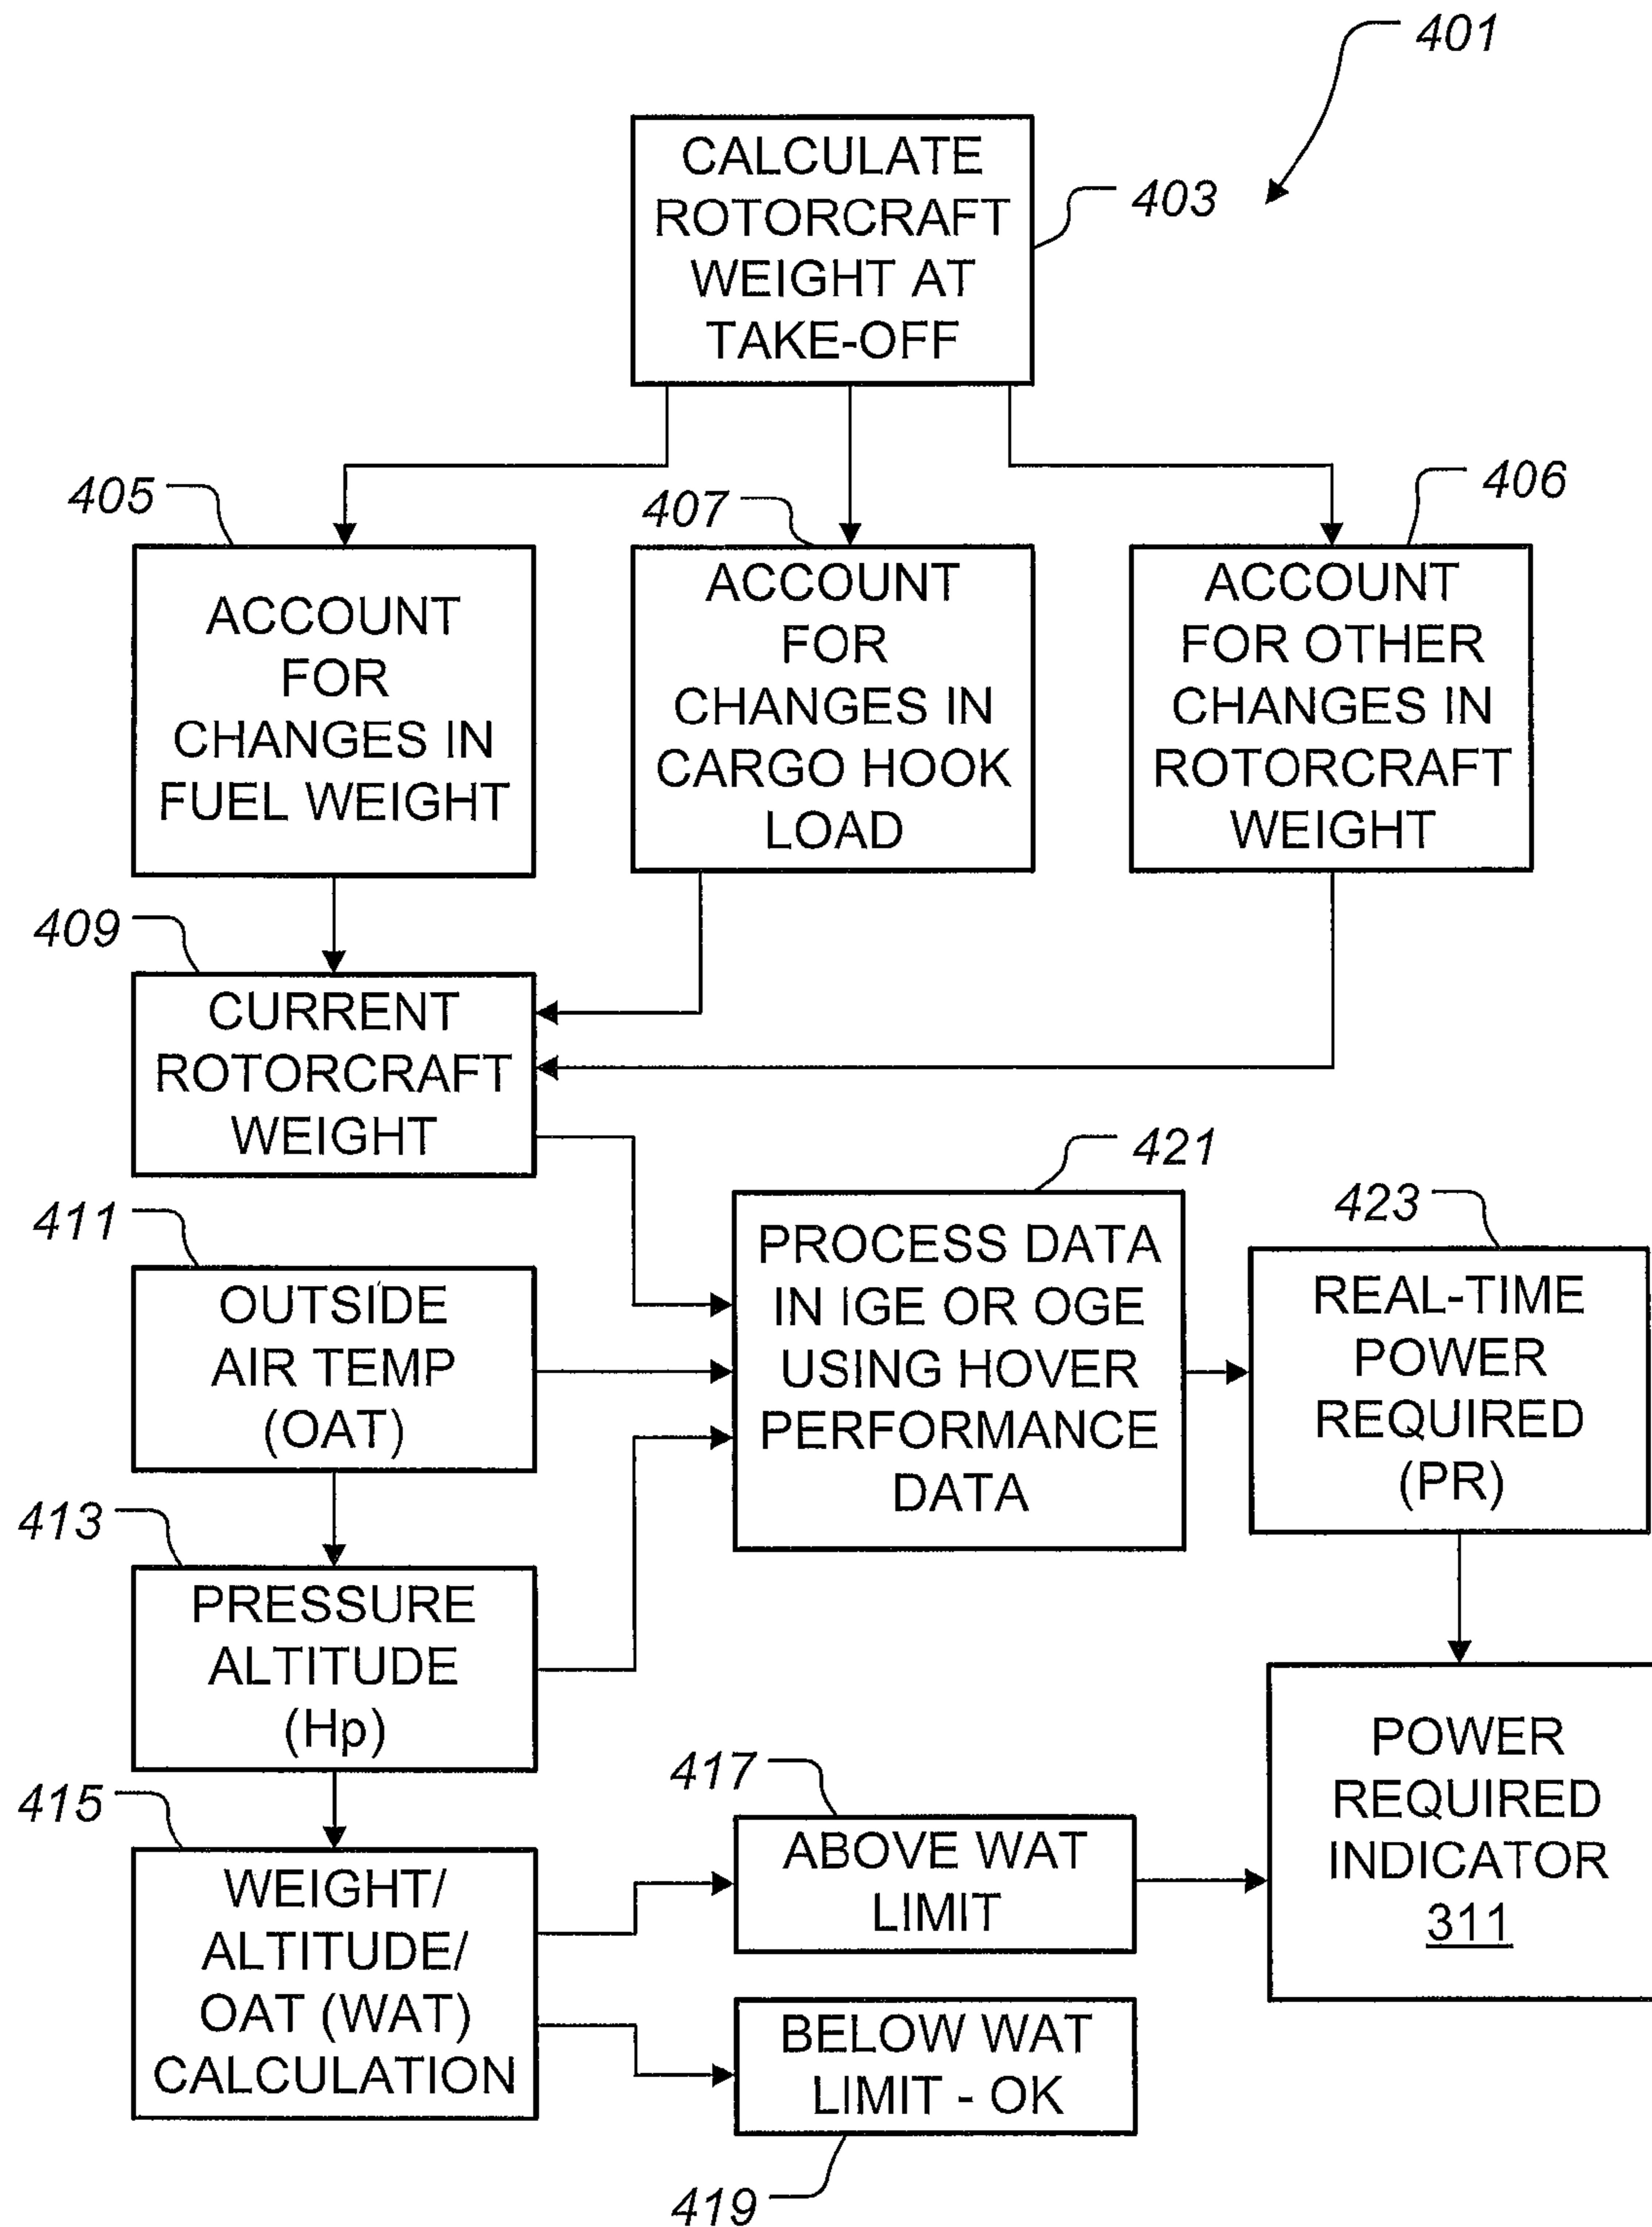 401
CALCULATE
ROTORCRAFT
WEIGHT AT
TAKE-OFF
403
405
ACCOUNT
FOR
CHANGES IN
FUEL WEIGHT
407
ACCOUNT
FOR
CHANGES IN
CARGO HOOK
LOAD
406
ACCOUNT
FOR OTHER
CHANGES IN
ROTORCRAFT
WEIGHT
409
CURRENT
ROTORCRAFT
WEIGHT
411
OUTSIDE
AIR TEMP
(OAT)
421
PROCESS DATA
IN IGE OR OGE
USING HOVER
PERFORMANCE
DATA
423
REAL-TIME
POWER
REQUIRED
(PR)
413
PRESSURE
ALTITUDE
(Hp)
415
WEIGHT/
ALTITUDE/
OAT (WAT)
CALCULATION
417
ABOVE WAT
LIMIT
BELOW WAT
LIMIT - OK
419
POWER
REQUIRED
INDICATOR
311